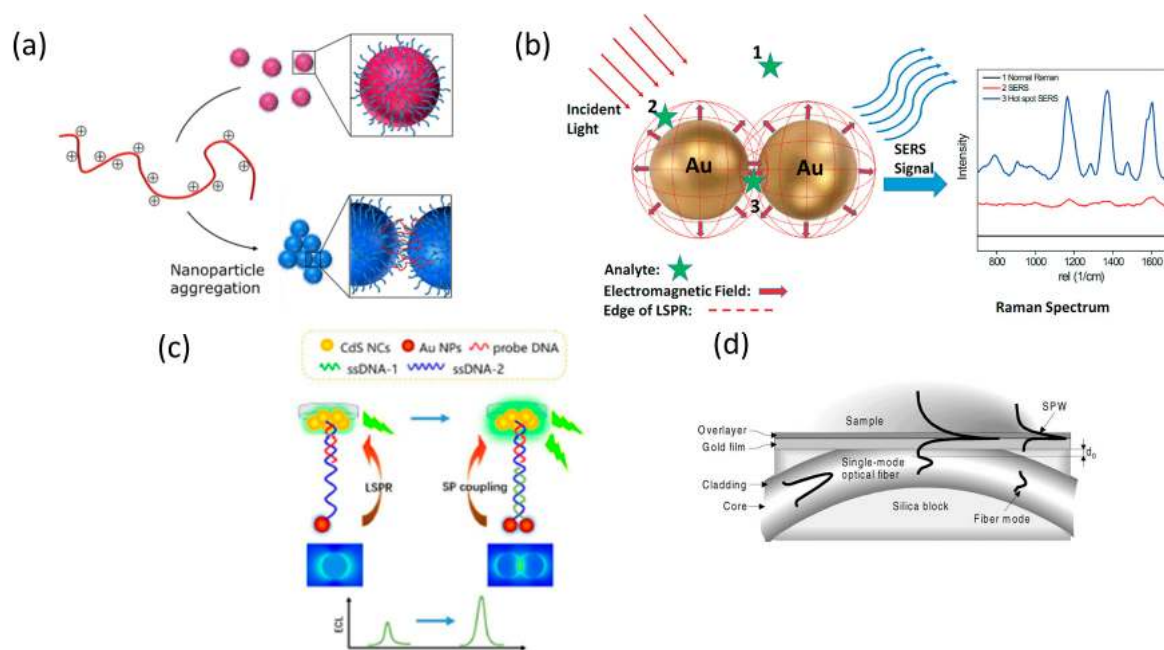 (a)
Nanoparticle
aggregation
(b)
1
Incident
Light
2
Au
Au
3
SERS
Signal
Analyte:
Electromagnetic Field:
Edge of LSPR:
Intensity
1 Normal Raman
2 SERS
3 Hot spot SERS
800 1000 1200 1400 1600
rel (1/cm)
Raman Spectrum
(c)
CdS NCs Au NPs probe DNA
ssDNA-1 ssDNA-2
LSPR
SP coupling
ECL
(d)
Sample
SPW
Overlayer
Gold film
d₀
Single-mode
optical fiber
Cladding
Core
Silica block
Fiber mode